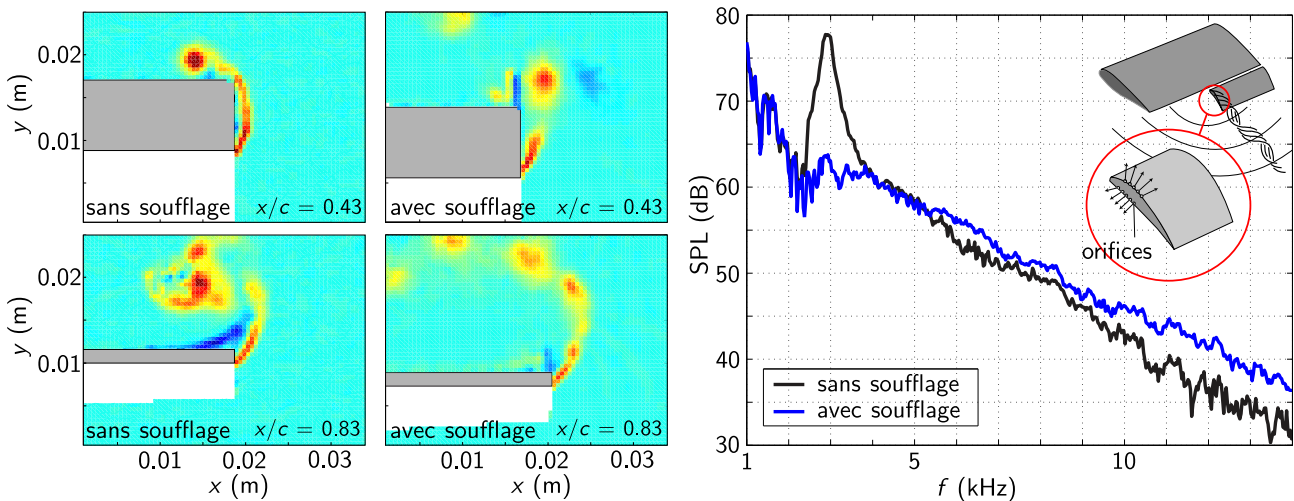 0.02
0.01
y (m)
sans soufflage
x/c = 0.43
avec soufflage
x/c = 0.43
0.02
0.01
y (m)
sans soufflage
x/c = 0.83
avec soufflage
x/c = 0.83
0.01
0.02
0.03
x (m)
0.01
0.02
0.03
x (m)
80
70
60
50
40
30
SPL (dB)
orifices
sans soufflage
avec soufflage
1
5
10
f (kHz)